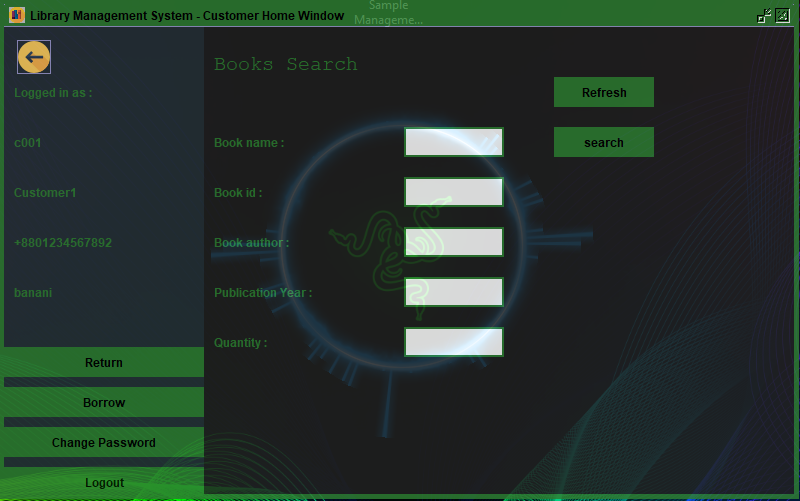 Sample
Manageme...
Library Management System - Customer Home Window
Books Search
Logged in as :
Refresh
c001
Book name :
search
Customer1
Book id :
+8801234567892
Book author :
banani
Publication Year :
Quantity :
Return
Borrow
Change Password
Logout